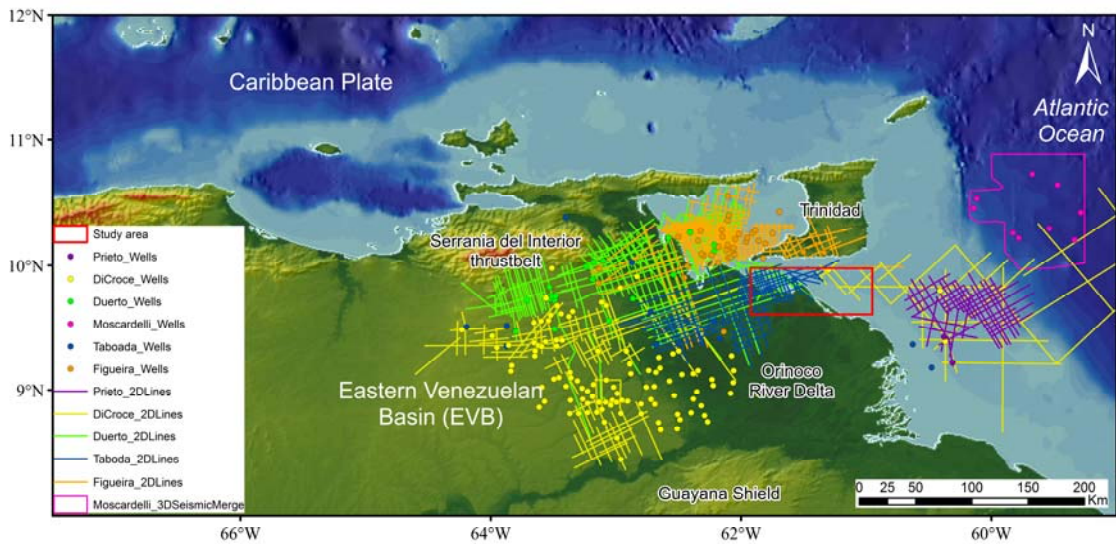 12°N
11°N
10°N
9°N
66°W
64°W
62°W
60°W
Caribbean Plate
N
Atlantic
Ocean
Trinidad
Serrania del Interior
thrustbelt
Orinoco
River Delta
Eastern Venezuelan
Basin (EVB)
Guayana Shield
Study area
Prieto_Wells
DiCroce_Wells
Duerto_Wells
Moscardelli_Wells
Taboada_Wells
Figueira_Wells
Prieto_2DLines
DiCroce_2DLines
Duerto_2DLines
Taboda_2DLines
Figueira_2DLines
Moscardelli_3DSeismicMerge
0 25 50 100 150 200
Km